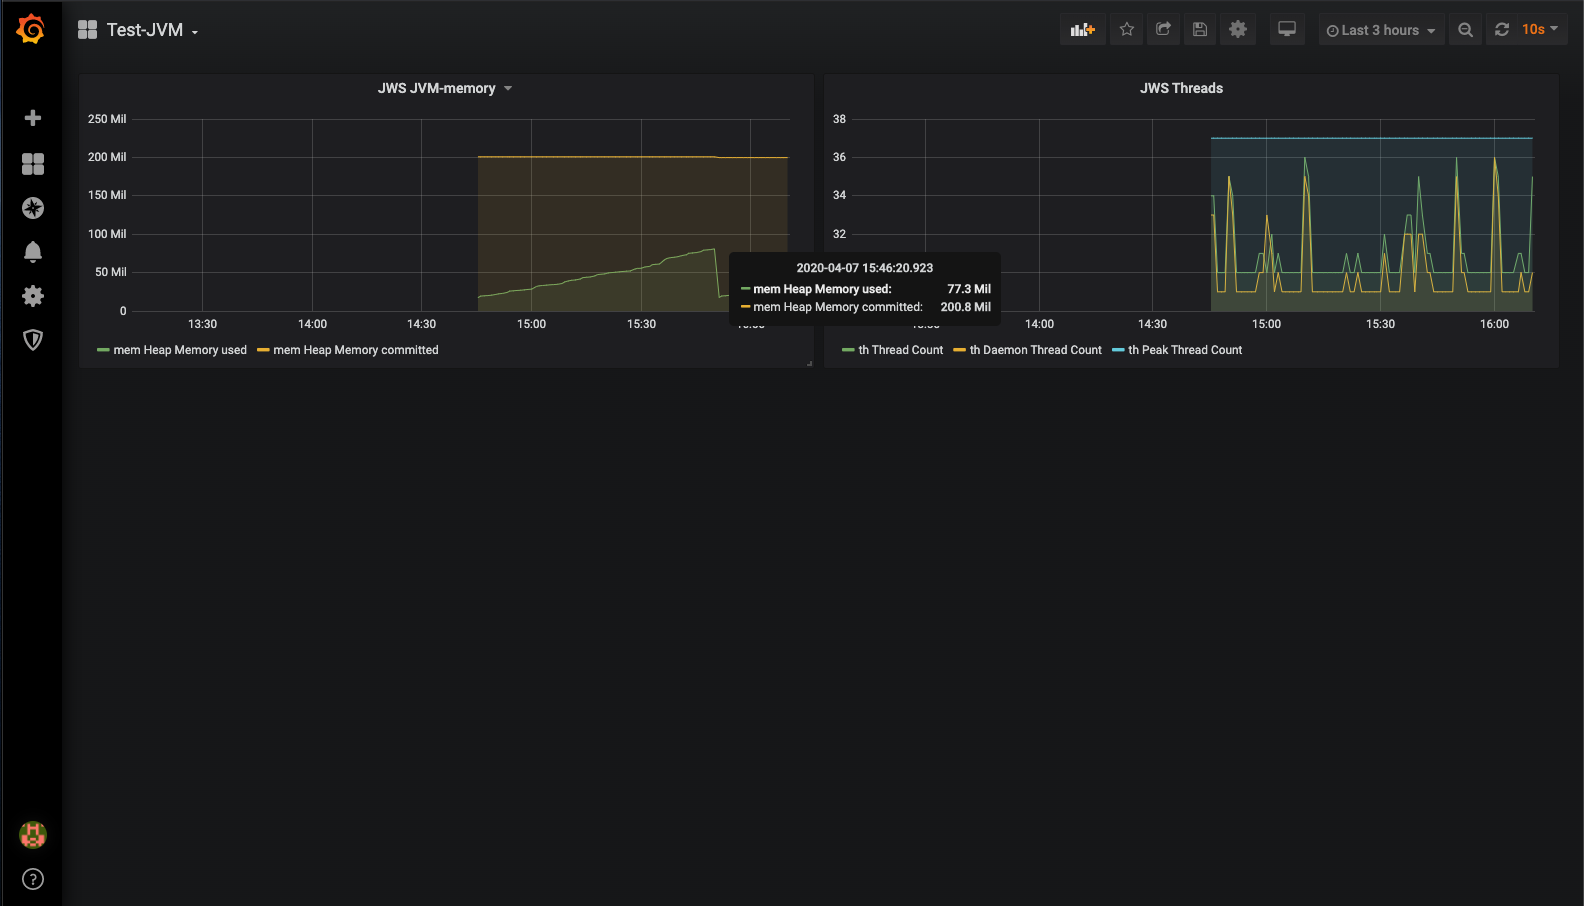 Test-JVM
Last 3 hours
10s
JWS JVM-memory
250 Mil
200 Mil
150 Mil
100 Mil
50 Mil
0
13:30 14:00 14:30 15:00 15:30
mem Heap Memory used mem Heap Memory committed
2020-04-07 15:46:20.923
mem Heap Memory used: 77.3 Mil
mem Heap Memory committed: 200.8 Mil
JWS Threads
38
36
34
32
14:00 14:30 15:00 15:30 16:00
th Thread Count th Daemon Thread Count th Peak Thread Count
?